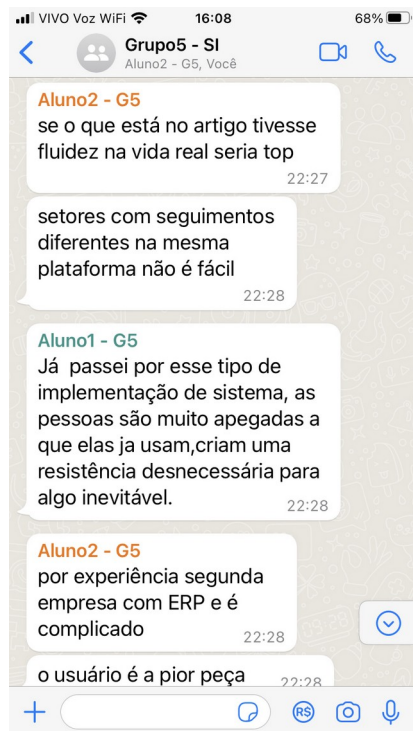 VIVO Voz WiFi 16:08 68%
Grupo5 - SI
Aluno2 - G5, Você
Aluno2 - G5
se o que está no artigo tivesse
fluidez na vida real seria top
22:27
setores com seguimentos
diferentes na mesma
plataforma não é fácil
22:28
Aluno1 - G5
Já passei por esse tipo de
implementação de sistema, as
pessoas são muito apegadas a
que elas ja usam,criam uma
resistência desnecessária para
algo inevitável.
22:28
Aluno2 - G5
por experiência segunda
empresa com ERP e é
complicado
22:28
o usuário é a pior peça 22:28
R$